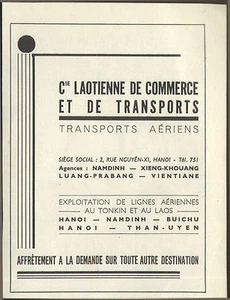 Cie LAOTIENNE DE COMMERCE
ET DE TRANSPORTS
TRANSPORTS AÉRIENS
SIÈGE SOCIAL : 2, RUE NGUYÊN-XI, HANOI - Tél. 751
Agences : NAMDINH — XIENG-KHOUANG
LUANG-PRABANG — VIENTIANE
EXPLOITATION DE LIGNES AÉRIENNES
— AU TONKIN ET AU LAOS —
HANOI — NAMDINH — BUICHU
HANOI — THAN-UYEN
AFFRÈTEMENT A LA DEMANDE SUR TOUTE AUTRE DESTINATION